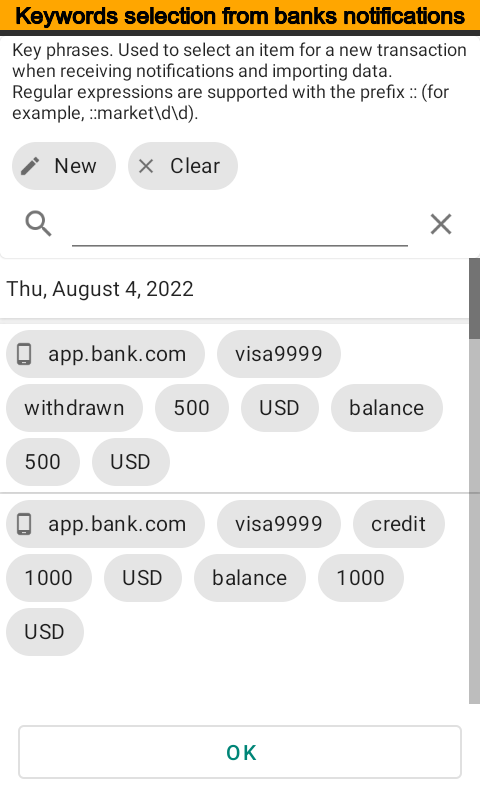 Keywords selection from banks notifications
Key phrases. Used to select an item for a new transaction
when receiving notifications and importing data.
Regular expressions are supported with the prefix :: (for
example, ::market\d\d).
New Clear
Thu, August 4, 2022
app.bank.com visa9999
withdrawn 500 USD balance
500 USD
app.bank.com visa9999 credit
1000 USD balance 1000
USD
OK